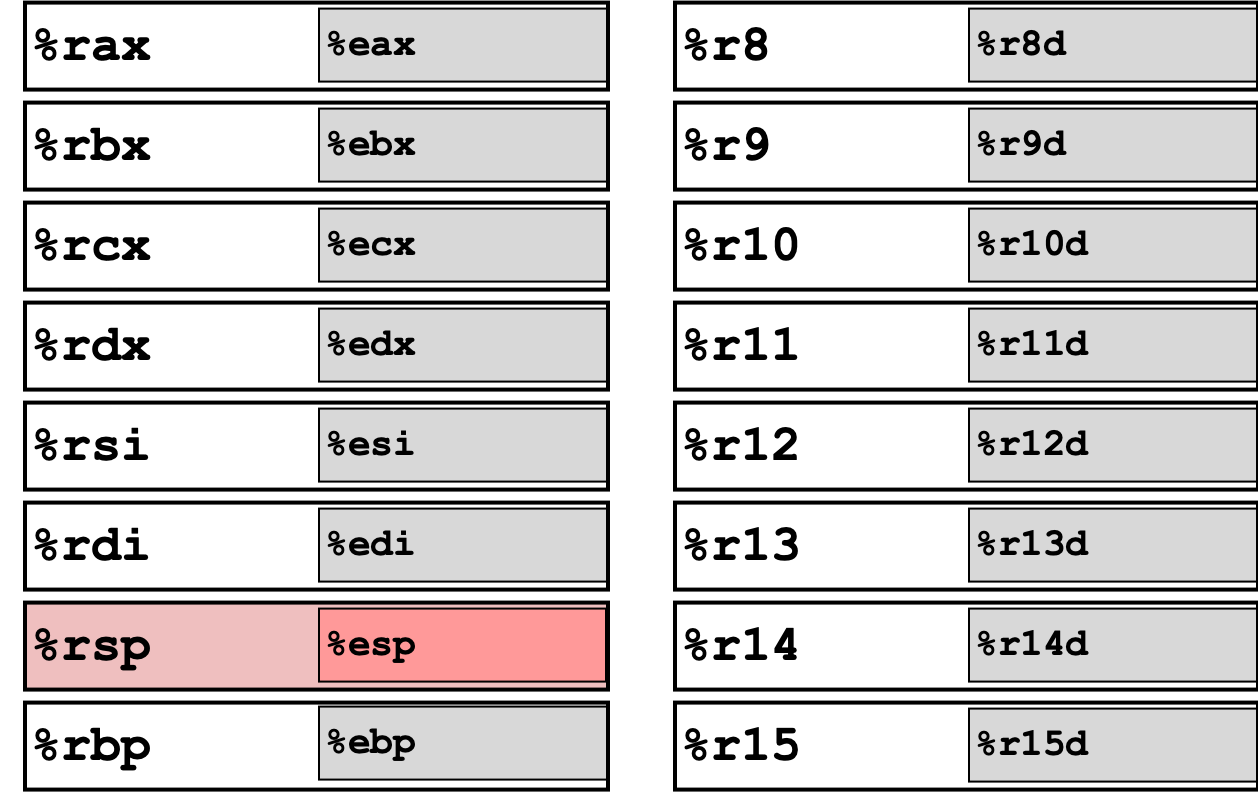 %rax %eax %r8 %r8d
%rbx %ebx %r9 %r9d
%rcx %ecx %r10 %r10d
%rdx %edx %r11 %r11d
%rsi %esi %r12 %r12d
%rdi %edi %r13 %r13d
%rsp %esp %r14 %r14d
%rbp %ebp %r15 %r15d